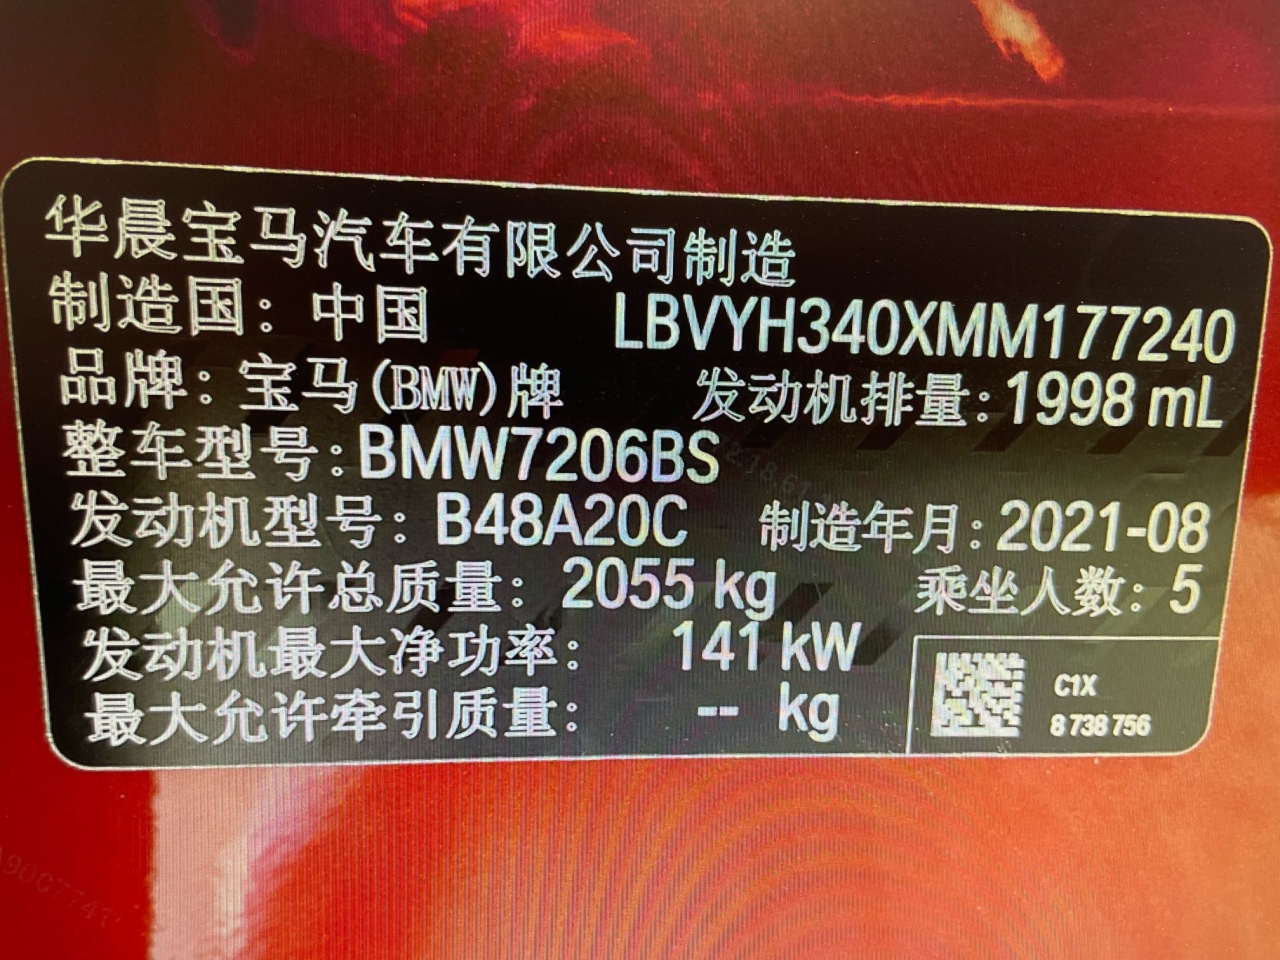 华晨宝马汽车有限公司制造
制造国：中国 LBVYH340XMM177240
品牌：宝马(BMW)牌 发动机排量：1998 mL
整车型号：BMW7206BS
发动机型号：B48A20C 制造年月：2021-08
最大允许总质量：2055 kg 乘坐人数：5
发动机最大净功率： 141 kW
最大允许牵引质量： -- kg
C1X
8 738 756